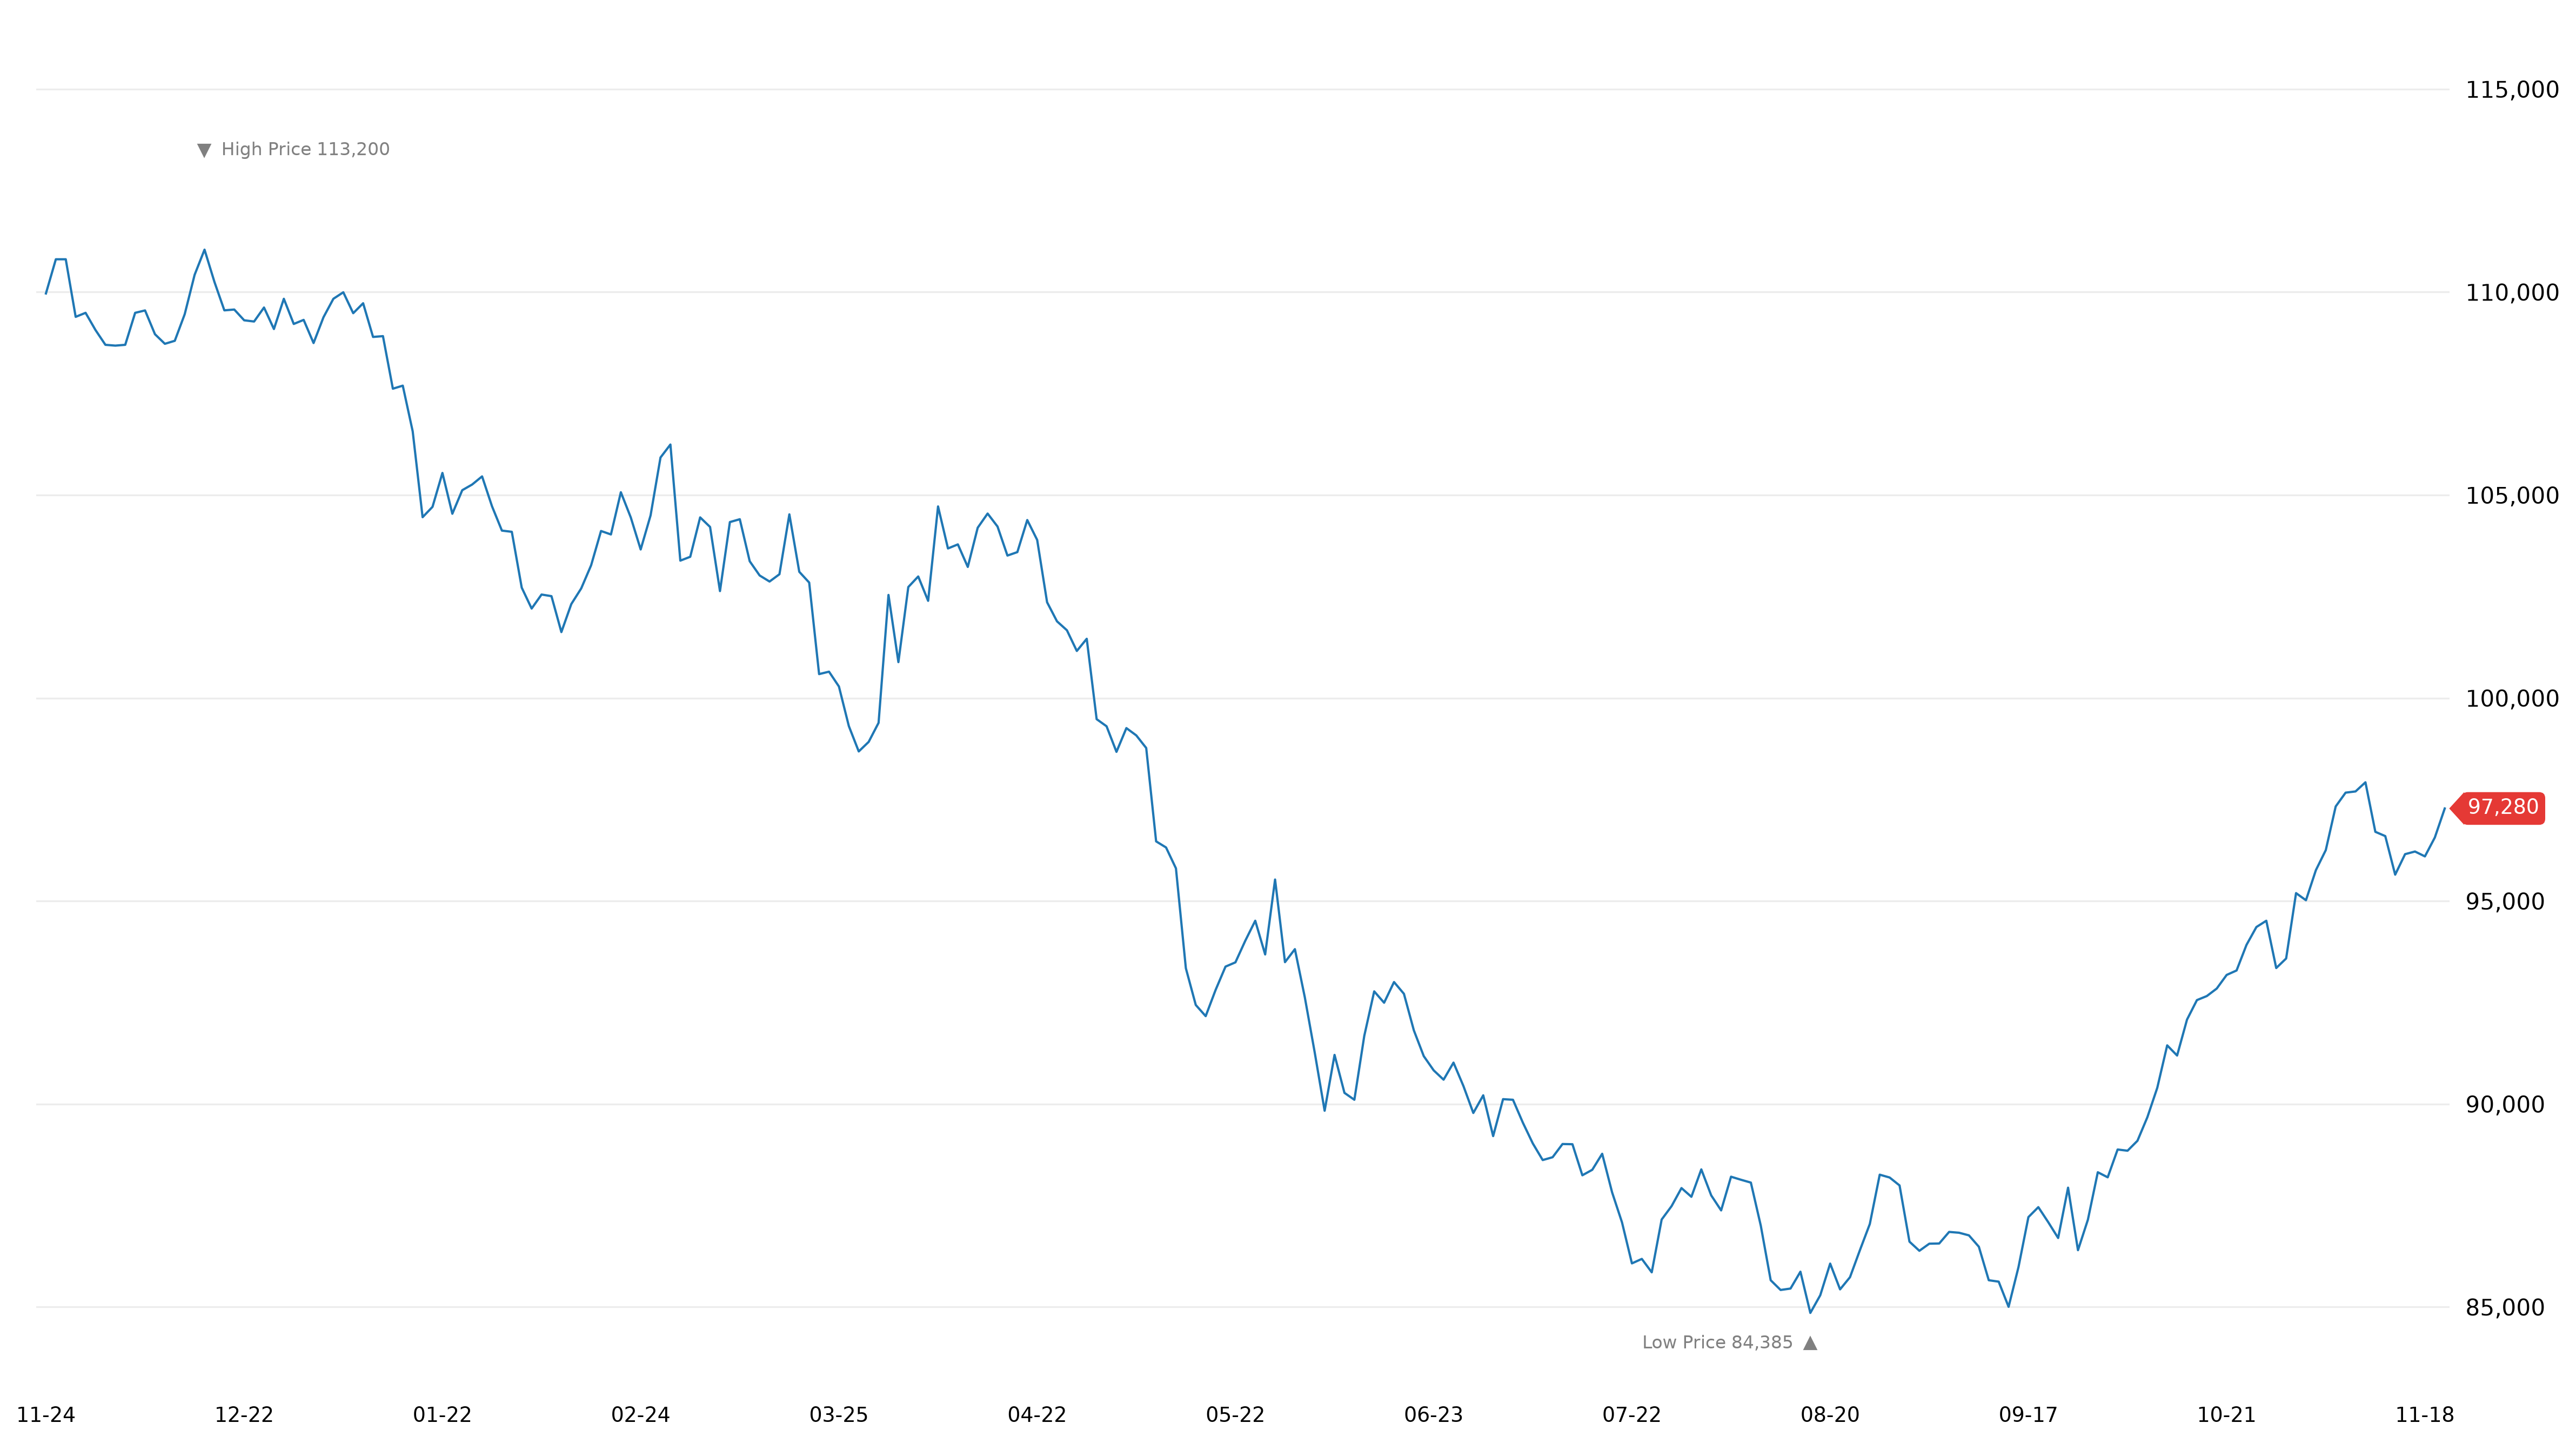 115,000
▼ High Price 113,200
110,000
105,000
100,000
97,280
95,000
90,000
85,000
Low Price 84,385 ▲
11-24 12-22 01-22 02-24 03-25 04-22 05-22 06-23 07-22 08-20 09-17 10-21 11-18